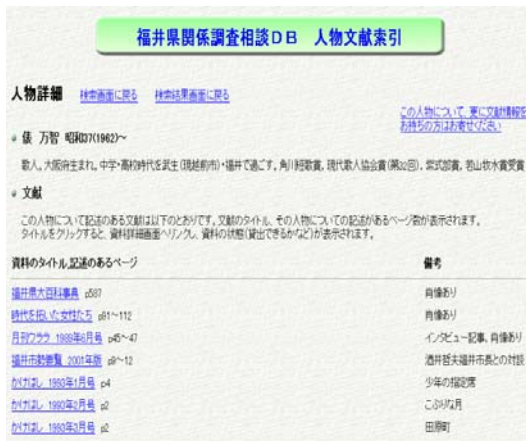 福井県関係調査相談DB 人物文献索引
人物詳細 検索画面に戻る 検索結果画面に戻る
この人物について、更に文献情報を
お持ちの方はお寄せください
俵 万智 昭和37(1962)～
歌人。大阪府生まれ。中学・高校時代を武生(現越前市)・福井で過ごす。角川短歌賞、現代歌人協会賞(第32回)、紫式部賞、若山牧水賞受賞
文献
この人物について記述のある文献は以下のとおりです。文献のタイトル、その人物についての記述があるページ数が表示されます。
タイトルをクリックすると、資料詳細画面へリンクし、資料の状態(貸出できるかなど)が表示されます。
資料のタイトル,記述のあるページ 備考
福井県大百科事典 p587 肖像あり
時代を拓いた女性たち p81～112 肖像あり
月刊ウララ 1988年6月号 p45～47 インタビュー記事、肖像あり
福井市勢要覧 2001年版 p9～12 酒井哲夫福井市長との対談
かけはし 1993年1月号 p4 少年の指定席
かけはし 1993年2月号 p2 こぶりな月
かけはし 1993年3月号 p2 田原町